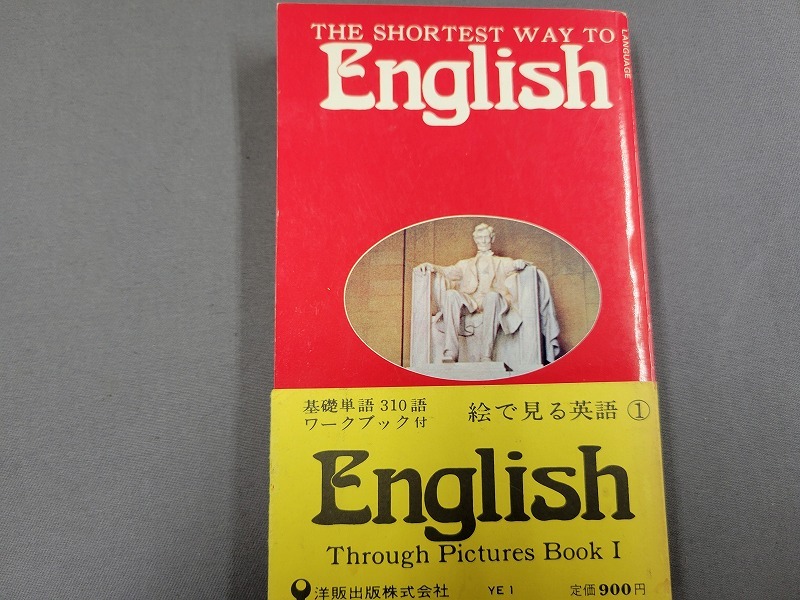 THE SHORTEST WAY TO
English
LANGUAGE
基礎単語310語
ワークブック付
絵で見る英語①
English
Through Pictures Book I
洋販出版株式会社 YE1 定価900円